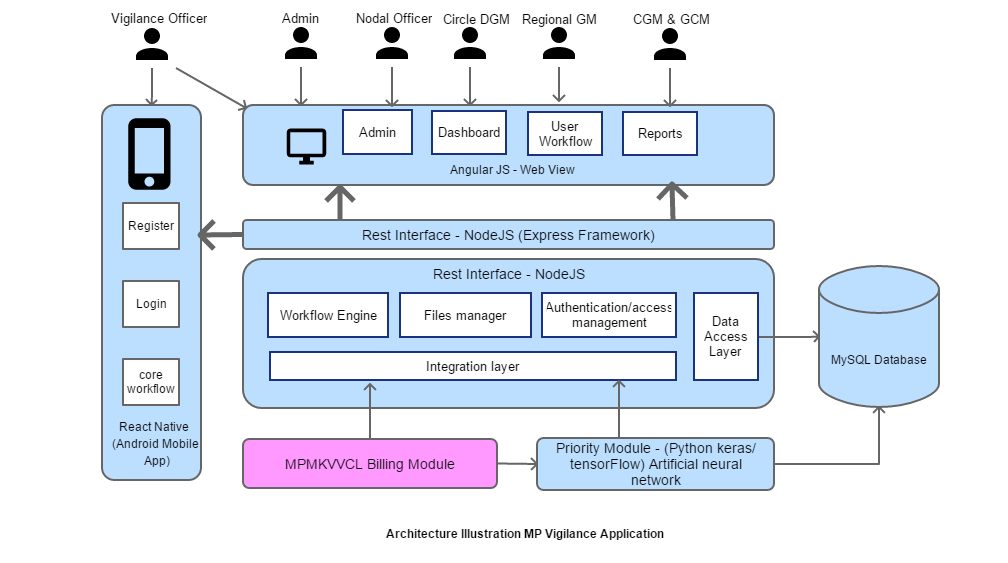 Vigilance Officer
Admin
Nodal Officer
Circle DGM
Regional GM
CGM & GCM
Admin
Dashboard
User
Workflow
Reports
Angular JS - Web View
Register
Login
core
workflow
React Native
(Android Mobile
App)
Rest Interface - NodeJS (Express Framework)
Rest Interface - NodeJS
Workflow Engine
Files manager
Authentication/access
management
Data
Access
Layer
Integration layer
MySQL Database
MPMKVVCL Billing Module
Priority Module - (Python keras/
tensorFlow) Artificial neural
network
Architecture Illustration MP Vigilance Application